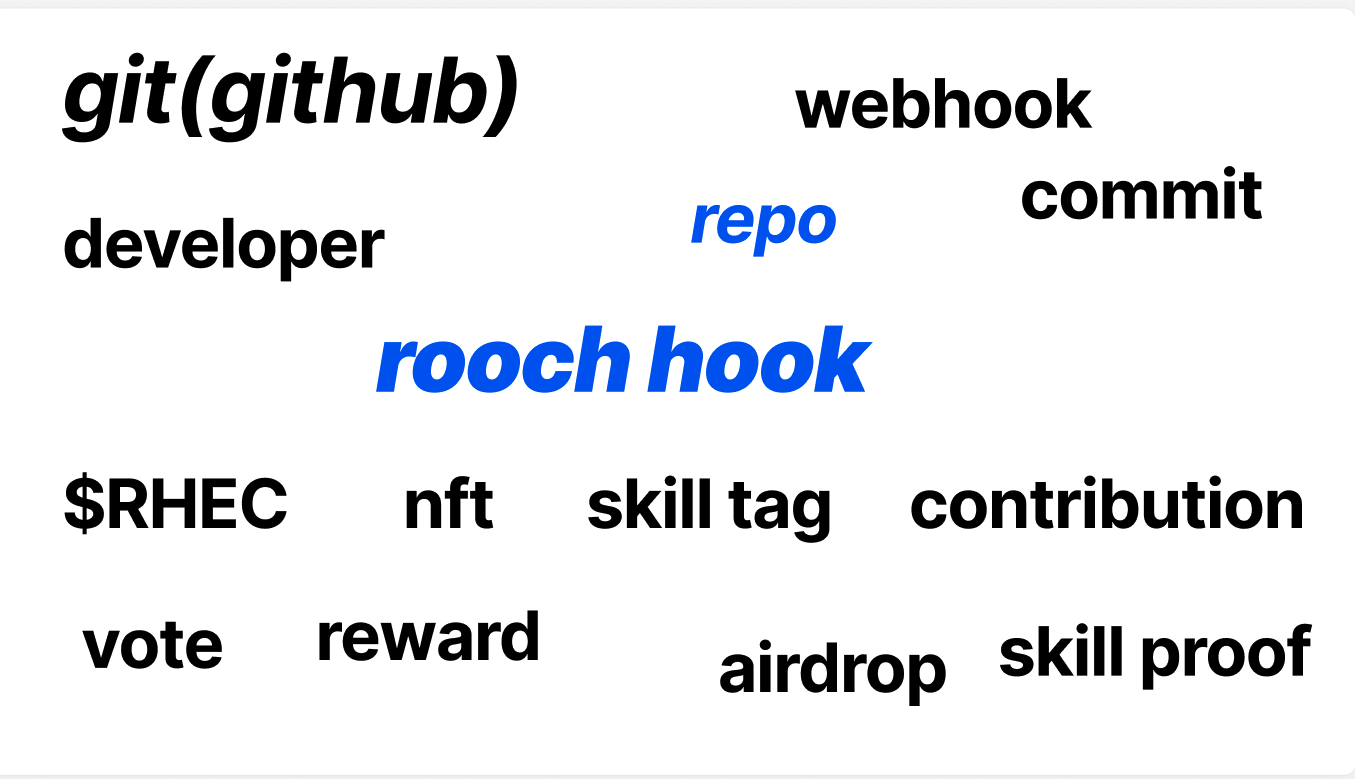 git(github)
webhook
commit
repo
developer
rooch hook
$RHEC nft skill tag contribution
vote reward airdrop skill proof